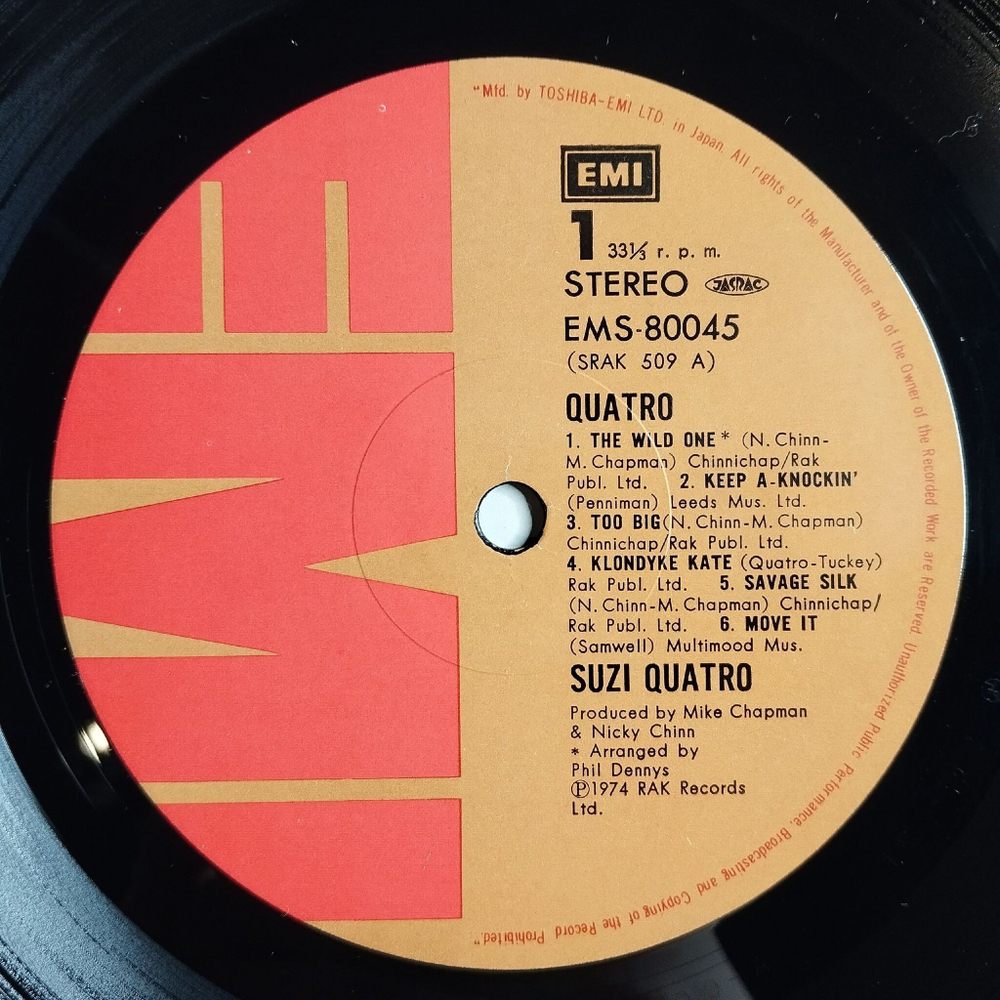 "Mfd. by TOSHIBA-EMI LTD. in Japan. All rights of the Manufacturer and of the Owner of the Recorded Work are Reserved. Unauthorized Public Performance, Broadcasting and Copying of the Record Prohibited."
EMI
1 33⅓ r. p. m.
STEREO JASRAC
EMS-80045
(SRAK 509 A)
QUATRO
1. THE WILD ONE* (N. Chinn-
M. Chapman) Chinnichap/Rak
Publ. Ltd. 2. KEEP A-KNOCKIN'
(Penniman) Leeds Mus. Ltd.
3. TOO BIG(N. Chinn-M. Chapman)
Chinnichap/Rak Publ. Ltd.
4. KLONDYKE KATE (Quatro-Tuckey)
Rak Publ. Ltd. 5. SAVAGE SILK
(N. Chinn-M. Chapman) Chinnichap/
Rak Publ. Ltd. 6. MOVE IT
(Samwell) Multimood Mus.
SUZI QUATRO
Produced by Mike Chapman
& Nicky Chinn
* Arranged by
Phil Dennys
Ⓟ1974 RAK Records
Ltd.
EMI